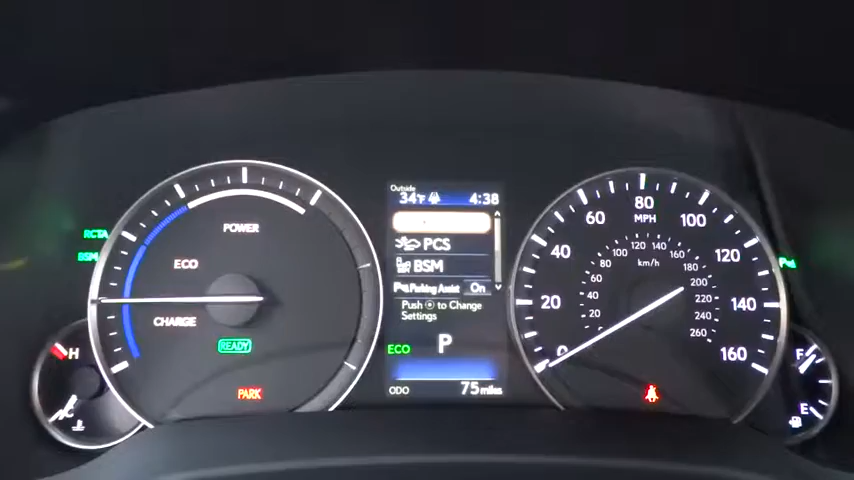 RCTA
BSM
POWER
ECO
CHARGE
READY
PARK
H
C
Outside
34°F 4:38
PCS
BSM
Parking Assist On
Push to Change
Settings
ECO P
ODO 75 miles
0
20
40
60
80
100
120
140
160
MPH
km/h
20
40
60
80
100
120
140
160
180
200
220
240
260
F
E